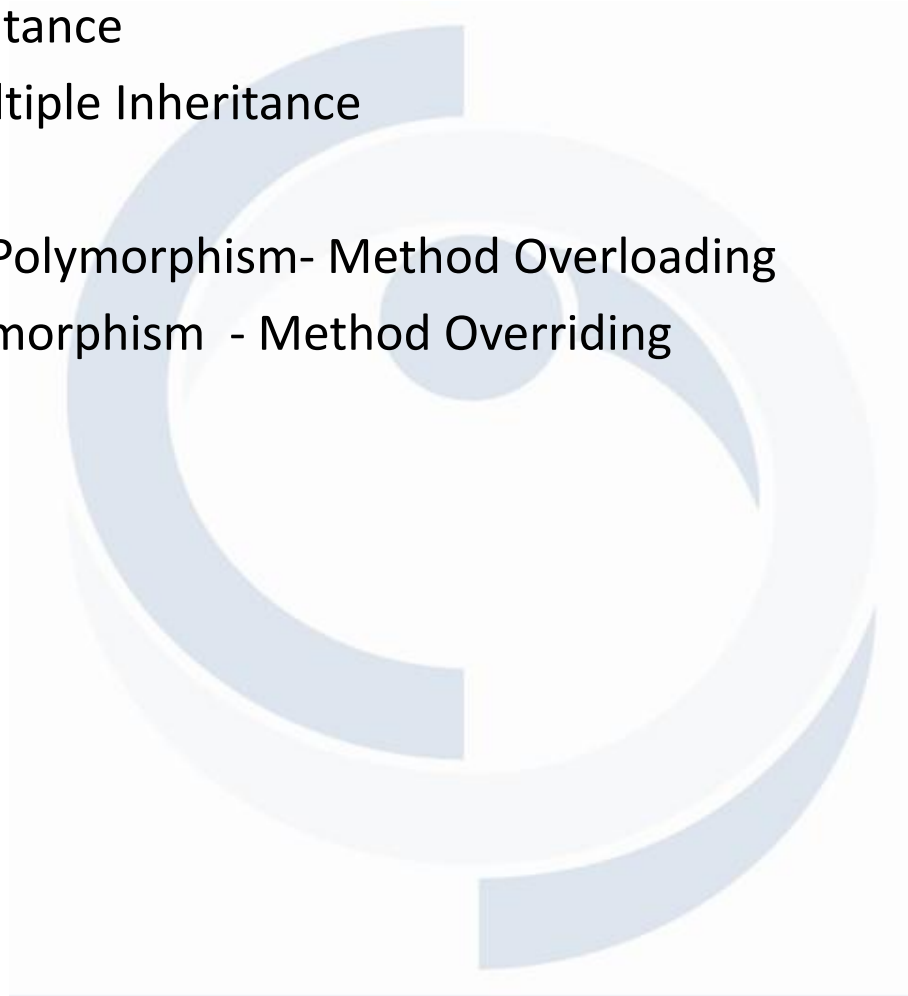 tance
ltiple Inheritance
Polymorphism- Method Overloading
morphism - Method Overriding